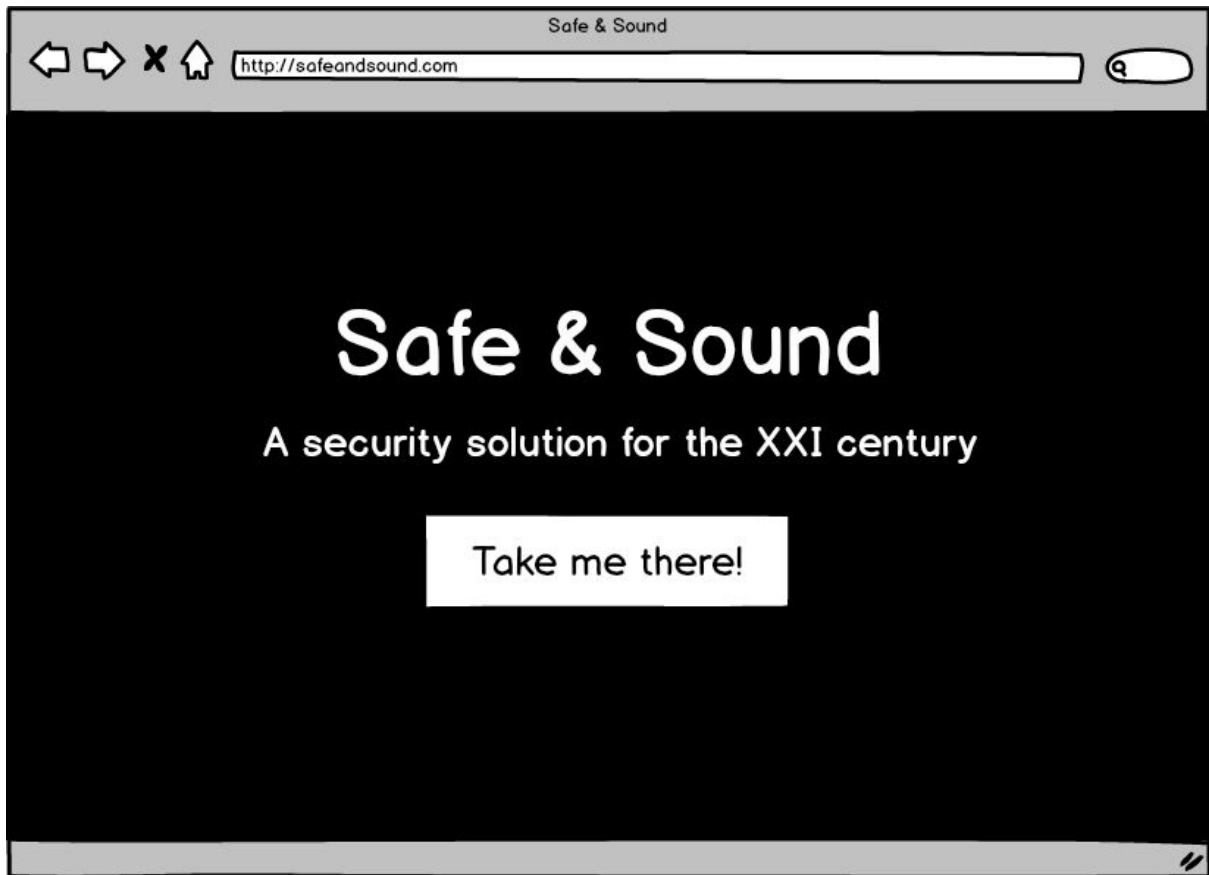 Safe & Sound
http://safeandsound.com
Safe & Sound
A security solution for the XXI century
Take me there!